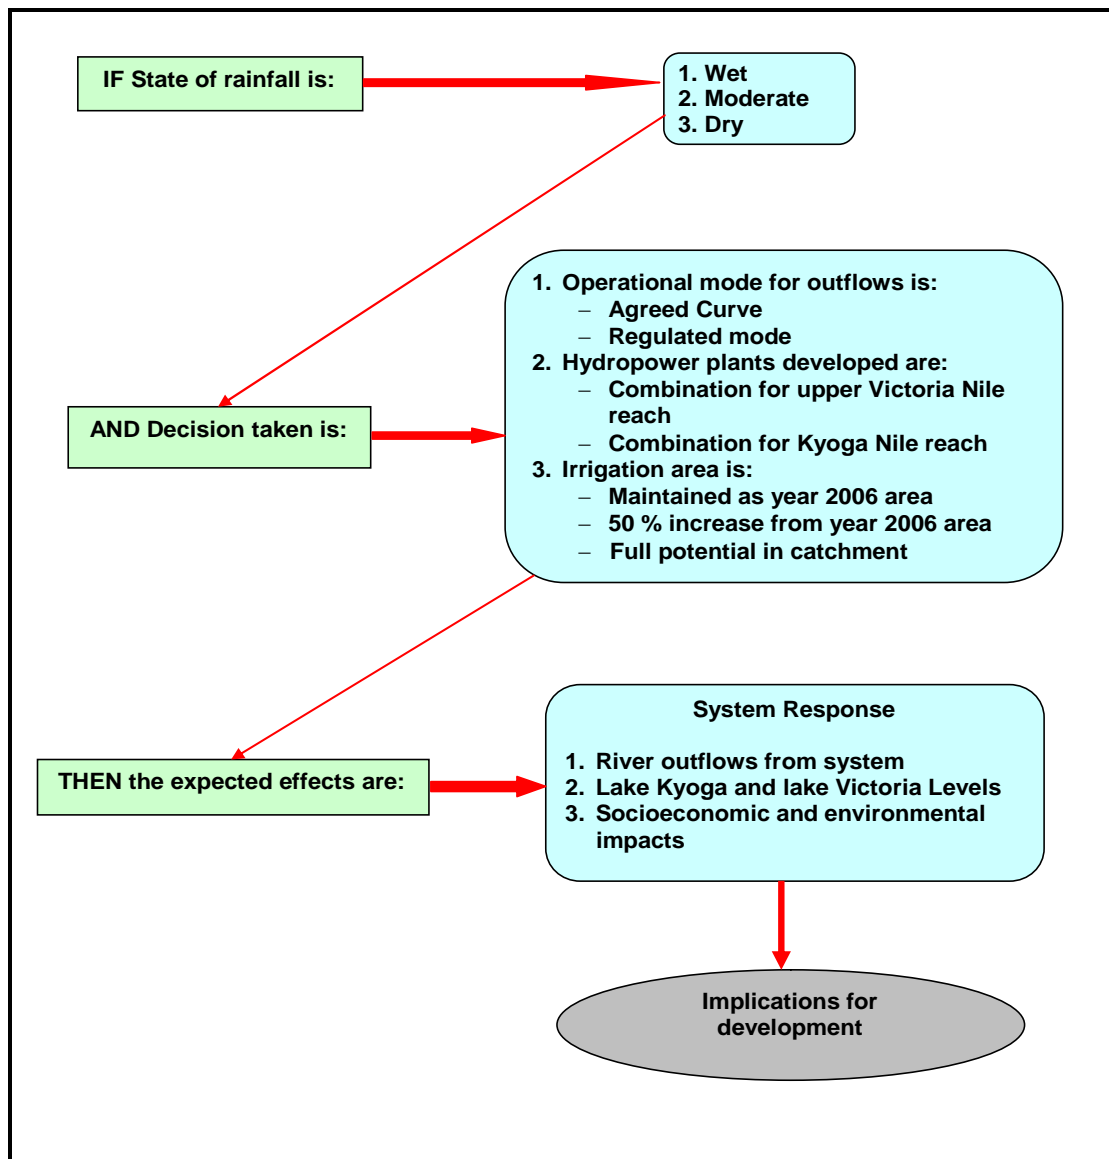 IF State of rainfall is:
1. Wet
2. Moderate
3. Dry
1. Operational mode for outflows is:
– Agreed Curve
– Regulated mode
2. Hydropower plants developed are:
– Combination for upper Victoria Nile
reach
– Combination for Kyoga Nile reach
3. Irrigation area is:
– Maintained as year 2006 area
– 50 % increase from year 2006 area
– Full potential in catchment
AND Decision taken is:
System Response
1. River outflows from system
2. Lake Kyoga and lake Victoria Levels
3. Socioeconomic and environmental
impacts
THEN the expected effects are:
Implications for
development